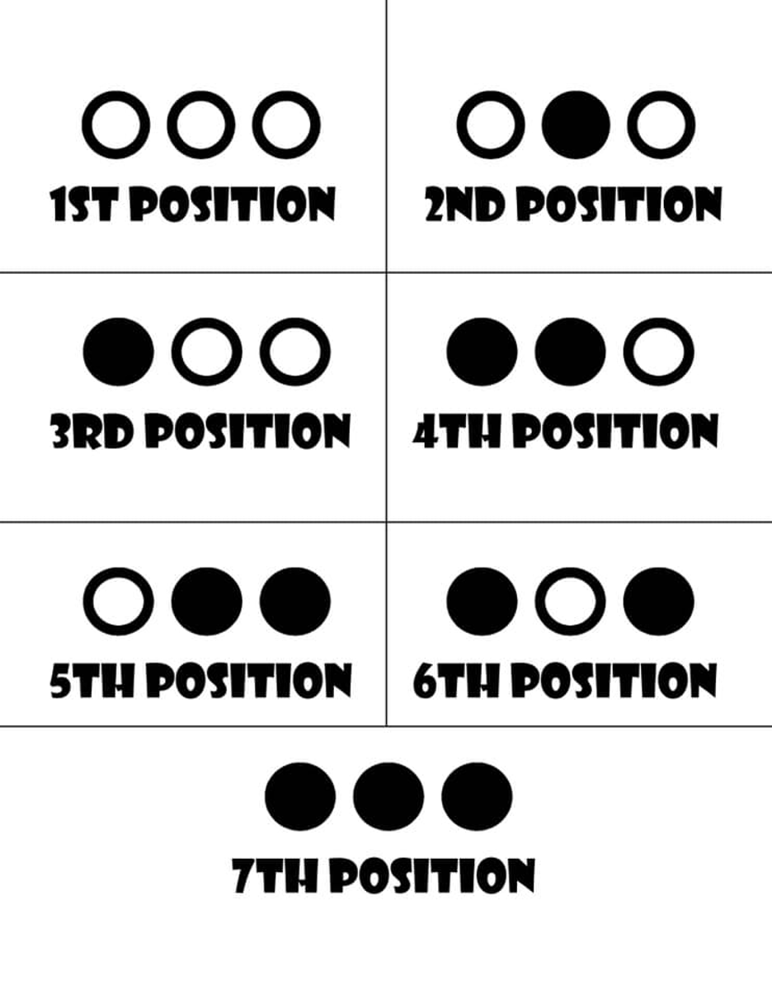 1ST POSITION
2ND POSITION
3RD POSITION
4TH POSITION
5TH POSITION
6TH POSITION
7TH POSITION